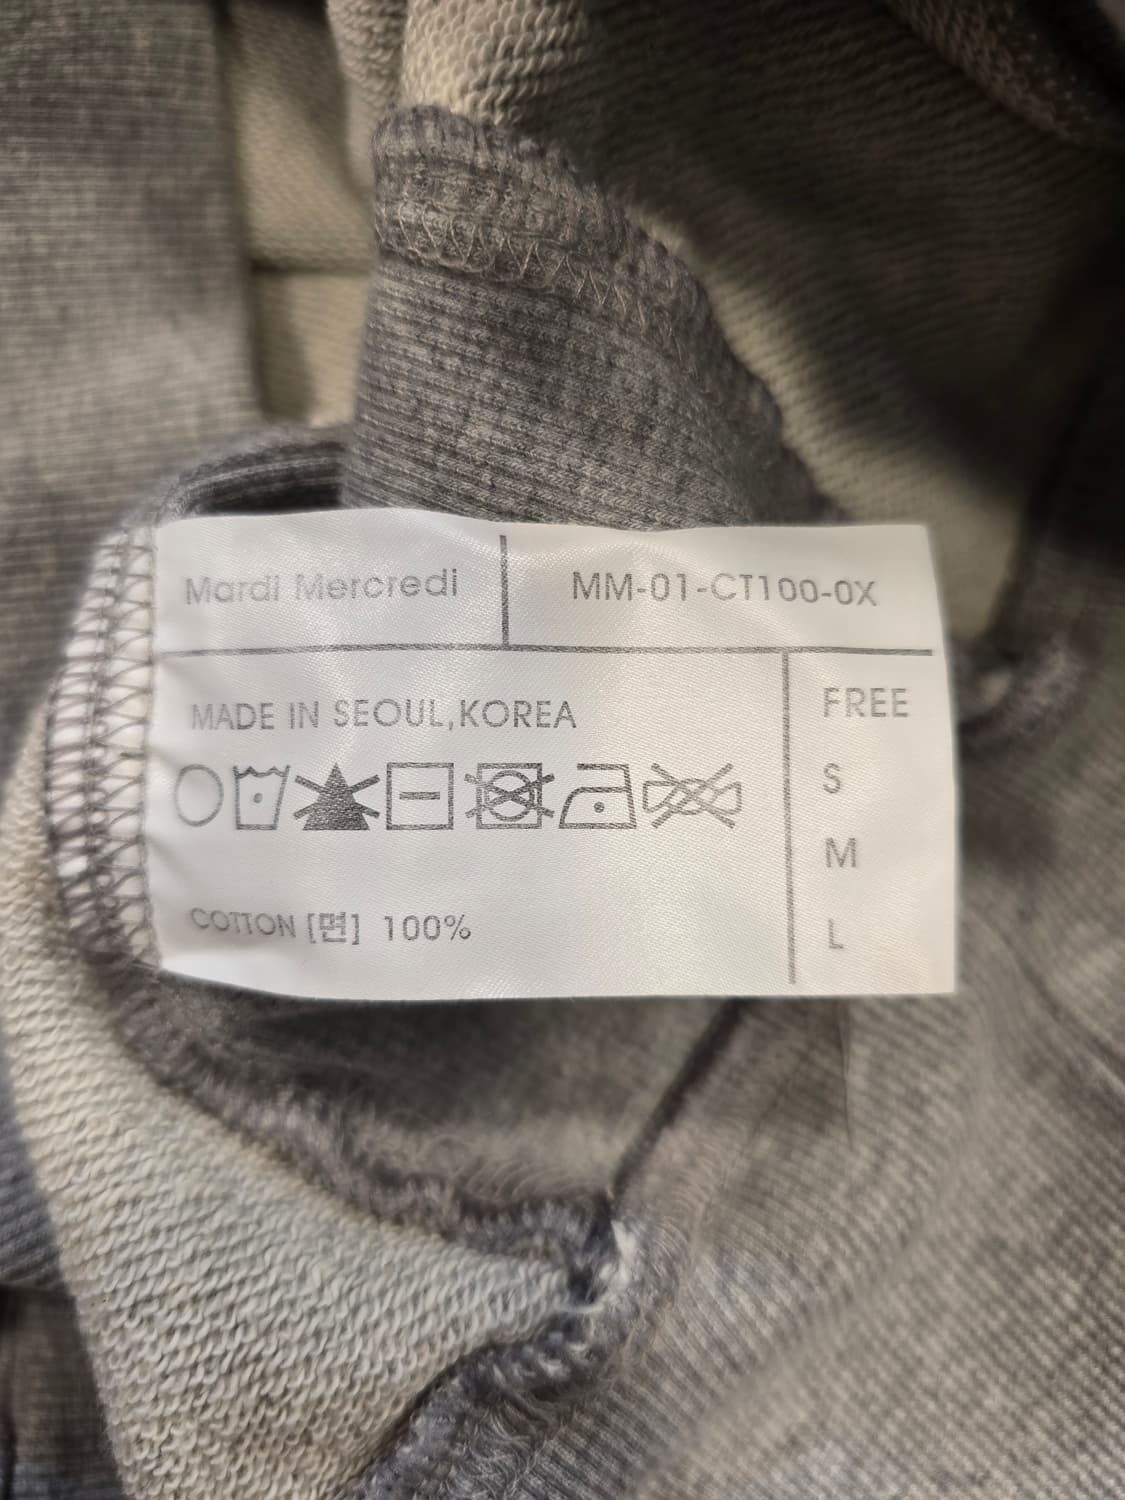 Mardi Mercredi
MM-01-CT100-0X
MADE IN SEOUL,KOREA
FREE
S
M
L
COTTON [면] 100%